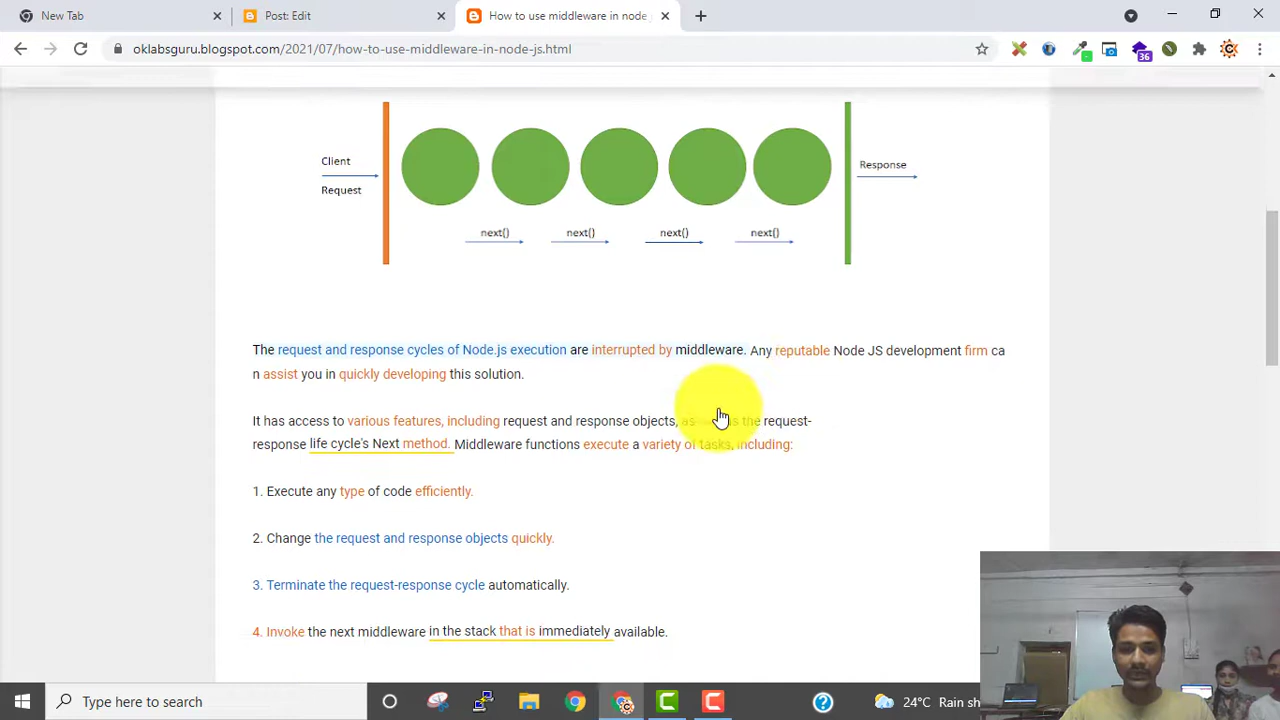 New Tab
Post: Edit
How to use middleware in node
oklabsguru.blogspot.com/2021/07/how-to-use-middleware-in-node-js.html
36
Client
Request
Response
next()
next()
next()
next()
The request and response cycles of Node.js execution are interrupted by middleware. Any reputable Node JS development firm ca
n assist you in quickly developing this solution.
It has access to various features, including request and response objects, as the request-
response life cycle's Next method. Middleware functions execute a variety of tasks, including:
1. Execute any type of code efficiently.
2. Change the request and response objects quickly.
3. Terminate the request-response cycle automatically.
4. Invoke the next middleware in the stack that is immediately available.
Type here to search
24°C Rain sh